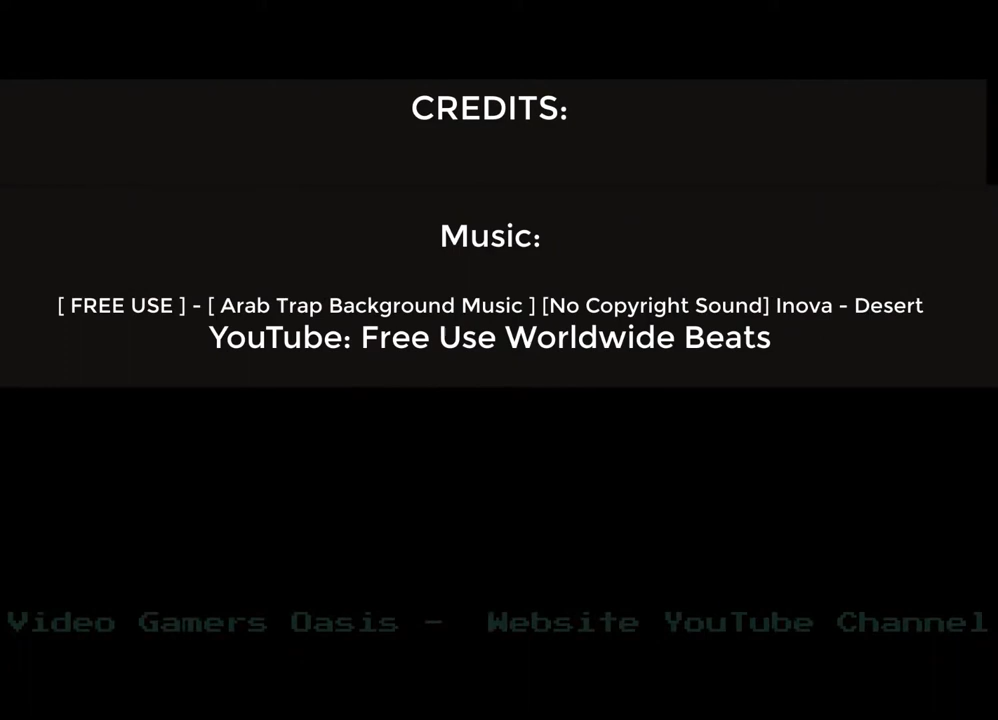 CREDITS:
Music:
[ FREE USE ] - [ Arab Trap Background Music ] [No Copyright Sound] Inova - Desert
YouTube: Free Use Worldwide Beats
Video Gamers Oasis - Website YouTube Channel